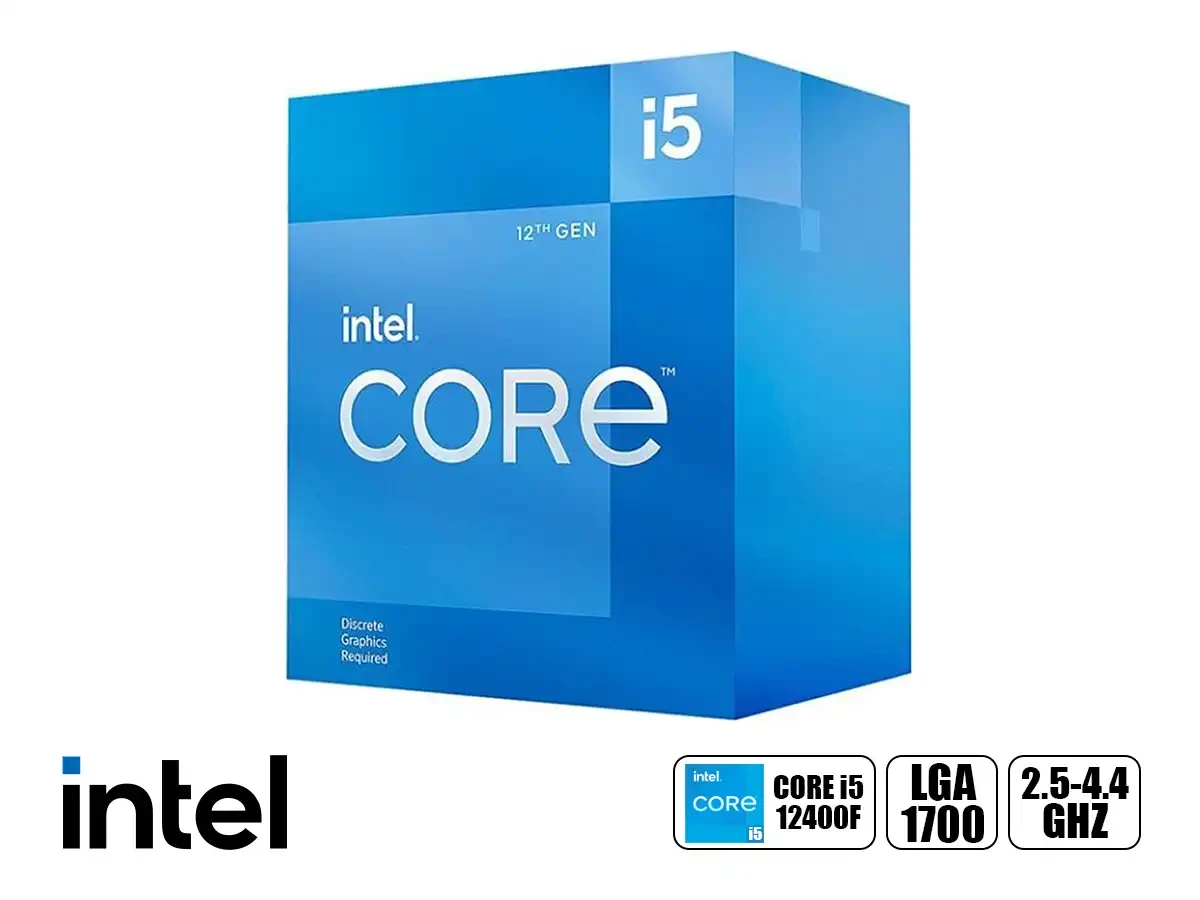 i5
12TH GEN
intel.
CORe™
Discrete
Graphics
Required
intel
intel.
CORe
i5
CORE i5
12400F
LGA
1700
2.5-4.4
GHZ